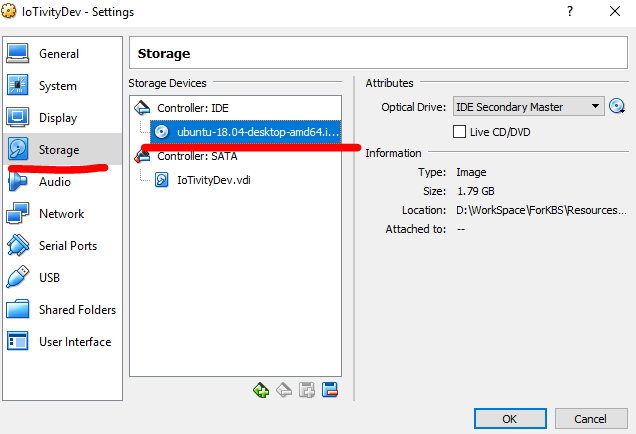 IoTivityDev - Settings
?
General
System
Display
Storage
Audio
Network
Serial Ports
USB
Shared Folders
User Interface
Storage
Storage Devices
Controller: IDE
ubuntu-18.04-desktop-amd64.i...
Controller: SATA
IoTivityDev.vdi
Attributes
Optical Drive: IDE Secondary Master
Live CD/DVD
Information
Type: Image
Size: 1.79 GB
Location: D:\WorkSpace\ForKBS\Resources...
Attached to: --
OK Cancel